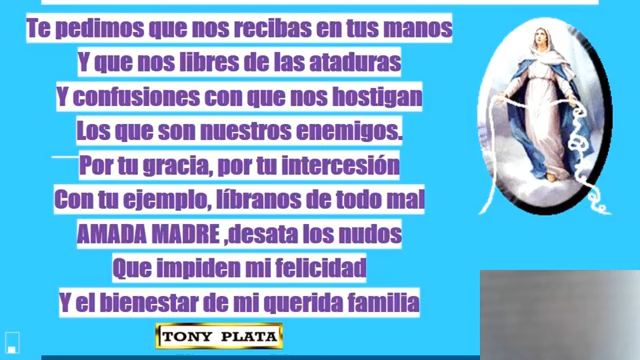 Te pedimos que nos recibas en tus manos
Y que nos libres de las ataduras
Y confusiones con que nos hostigan
Los que son nuestros enemigos.
Por tu gracia, por tu intercesión
Con tu ejemplo, líbranos de todo mal
AMADA MADRE ,desata los nudos
Que impiden mi felicidad
Y el bienestar de mi querida familia
TONY PLATA